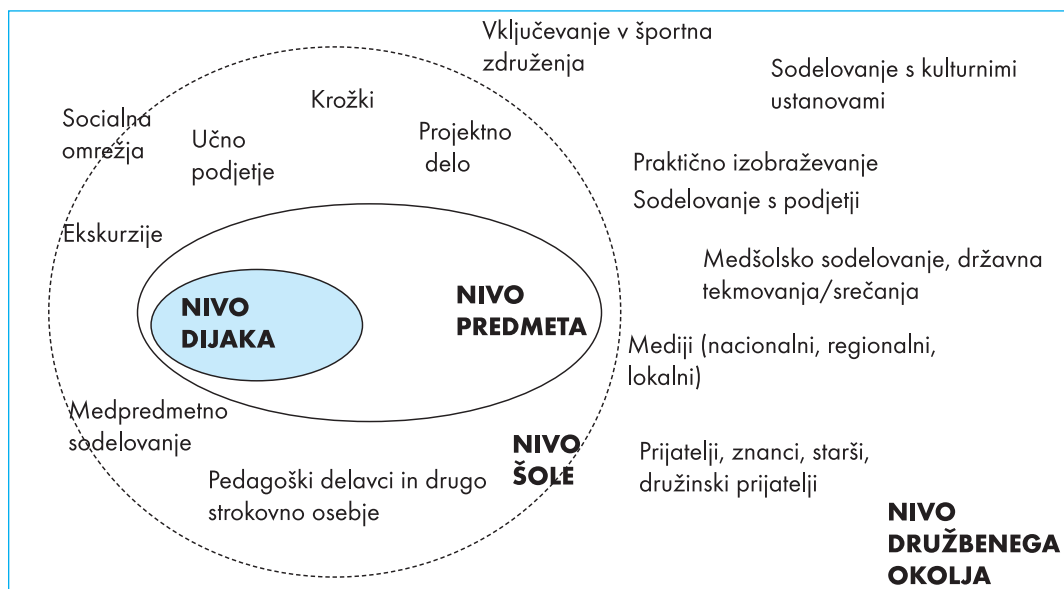 Vključevanje v športna
združenja
Sodelovanje s kulturnimi
ustanovami
Krožki
Socialna
omrežja
Učno
podjetje
Projektno
delo
Praktično izobraževanje
Sodelovanje s podjetji
Ekskurzije
Medšolsko sodelovanje, državna
tekmovanja/srečanja
NIVO
DIJAKA
NIVO
PREDMETA
Mediji (nacionalni, regionalni,
lokalni)
Medpredmetno
sodelovanje
NIVO
ŠOLE
Prijatelji, znanci, starši,
družinski prijatelji
Pedagoški delavci in drugo
strokovno osebje
NIVO
DRUŽBENEGA
OKOLJA